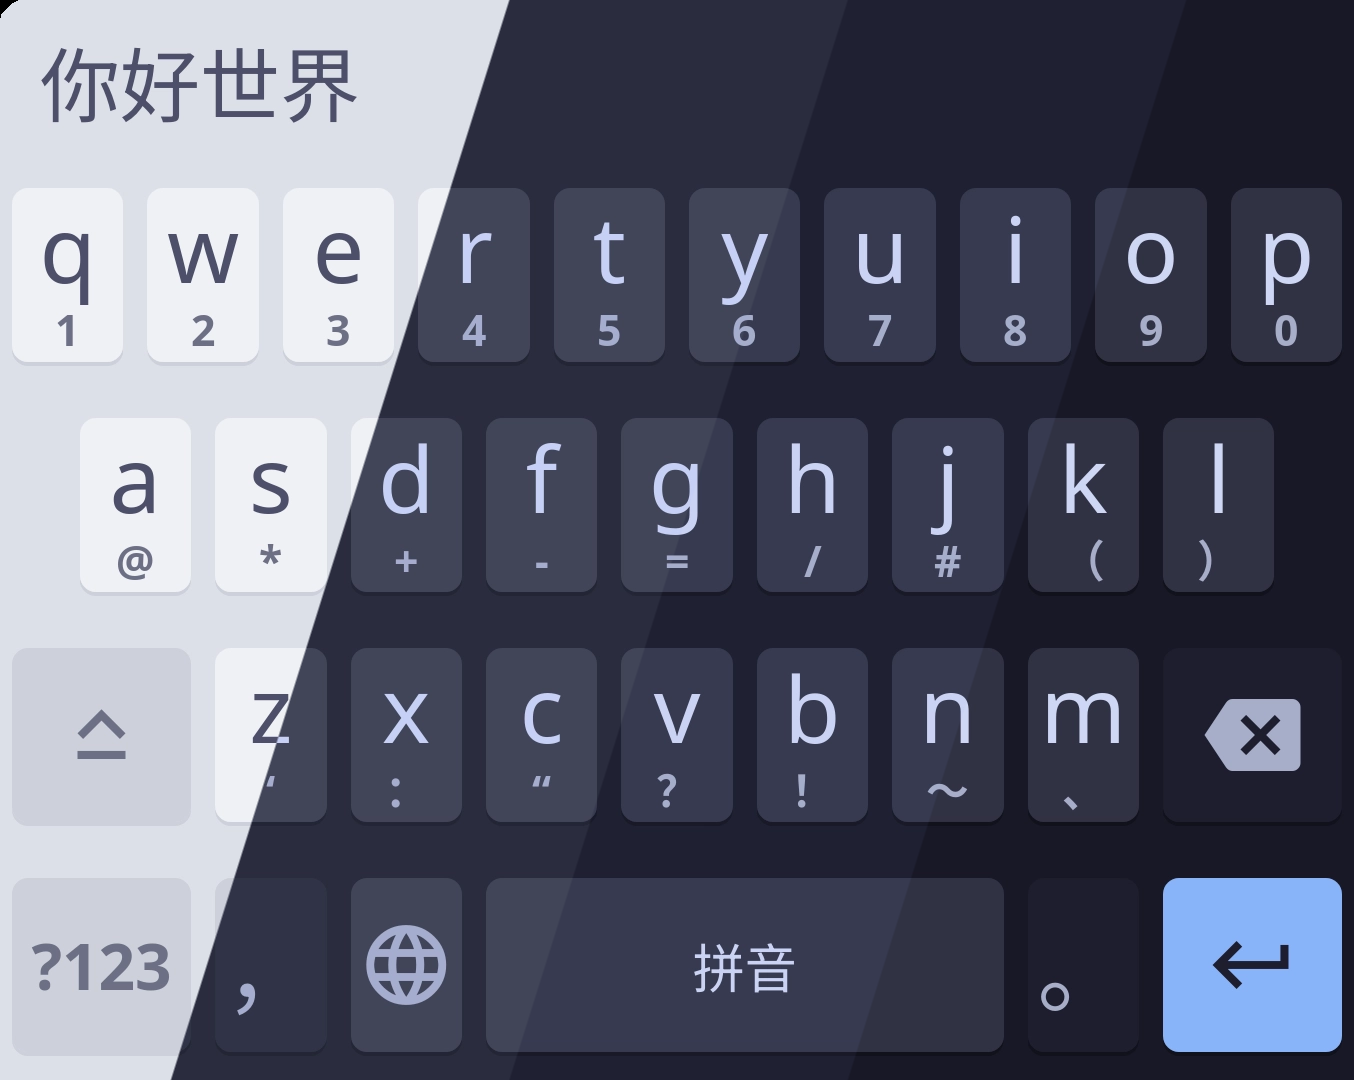 你好世界
q w e r t y u i o p
1 2 3 4 5 6 7 8 9 0
a s d f g h j k l
@ * + - = / # （ ）
z x c v b n m
‘ ： “ ？ ！ ～ 、
?123 ， 拼音 。